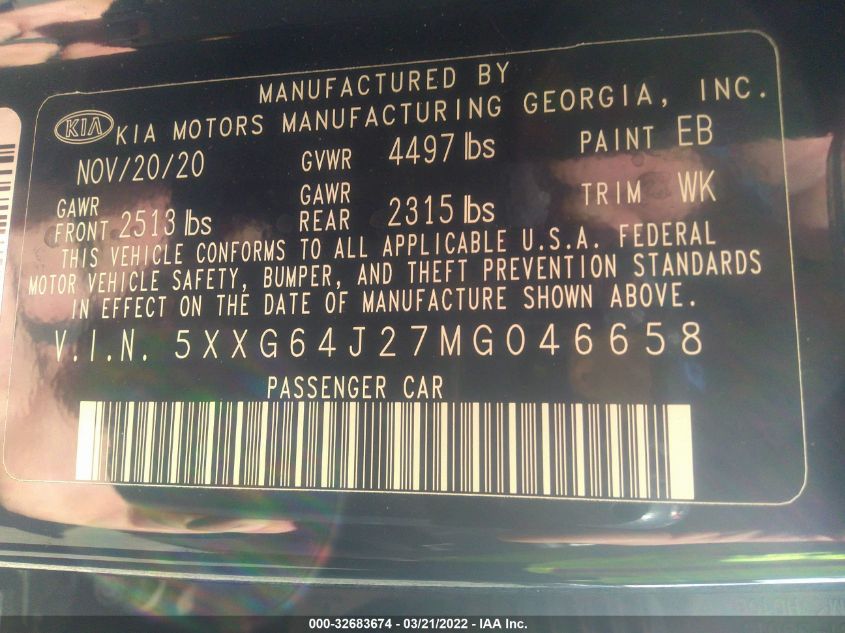 MANUFACTURED BY
KIA KIA MOTORS MANUFACTURING GEORGIA, INC.
NOV/20/20 GVWR 4497 lbs PAINT EB
GAWR FRONT 2513 lbs GAWR REAR 2315 lbs TRIM WK
THIS VEHICLE CONFORMS TO ALL APPLICABLE U.S.A. FEDERAL
MOTOR VEHICLE SAFETY, BUMPER, AND THEFT PREVENTION STANDARDS
IN EFFECT ON THE DATE OF MANUFACTURE SHOWN ABOVE.
V.I.N. 5XXG64J27MG046658
PASSENGER CAR
000-32683674 - 03/21/2022 - IAA Inc.